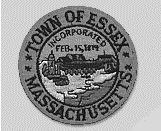 TOWN OF ESSEX
INCORPORATED
FEB. 15, 1819
MASSACHUSETTS